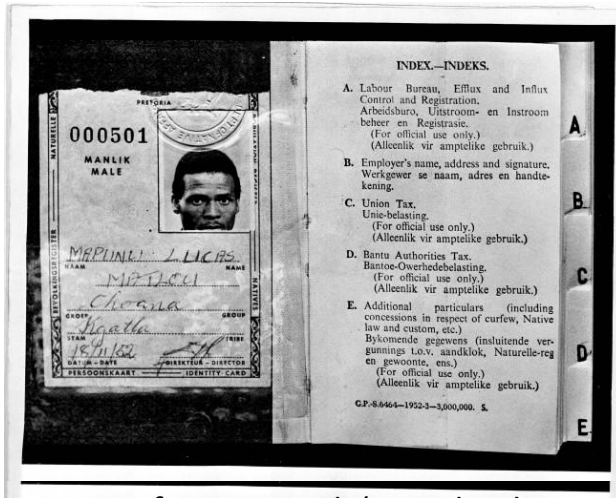 PRETORIA
000501
MANLIK
MALE
NATURELLE
BEVOLKINGSREGISTER
NATIVE
LUCAS
NAAM NAME
MATLOU
Choana
GROEP GROUP
Kgatla
STAM TRIBE
18/11/52
DATUM - DATE DIREKTEUR - DIRECTOR
PERSOONSKAART IDENTITY CARD
INDEX.—INDEKS.
A. Labour Bureau, Efflux and Influx
Control and Registration.
Arbeidsburo, Uitstroom- en Instroom
beheer en Registrasie.
(For official use only.)
(Alleenlik vir amptelike gebruik.)
B. Employer's name, address and signature.
Werkgewer se naam, adres en handte-
kening.
C. Union Tax.
Unie-belasting.
(For official use only.)
(Alleenlik vir amptelike gebruik.)
D. Bantu Authorities Tax.
Bantoe-Owerhedebelasting.
(For official use only.)
(Alleenlik vir amptelike gebruik.)
E. Additional particulars (including
concessions in respect of curfew, Native
law and custom, etc.)
Bykomende gegewens (insluitende ver-
gunnings t.o.v. aandklok, Naturelle-reg
en gewoonte, ens.)
(For official use only.)
(Alleenlik vir amptelike gebruik.)
G.P.-S.6464—1952-3—3,000,000. S.
A
B
C
D
E